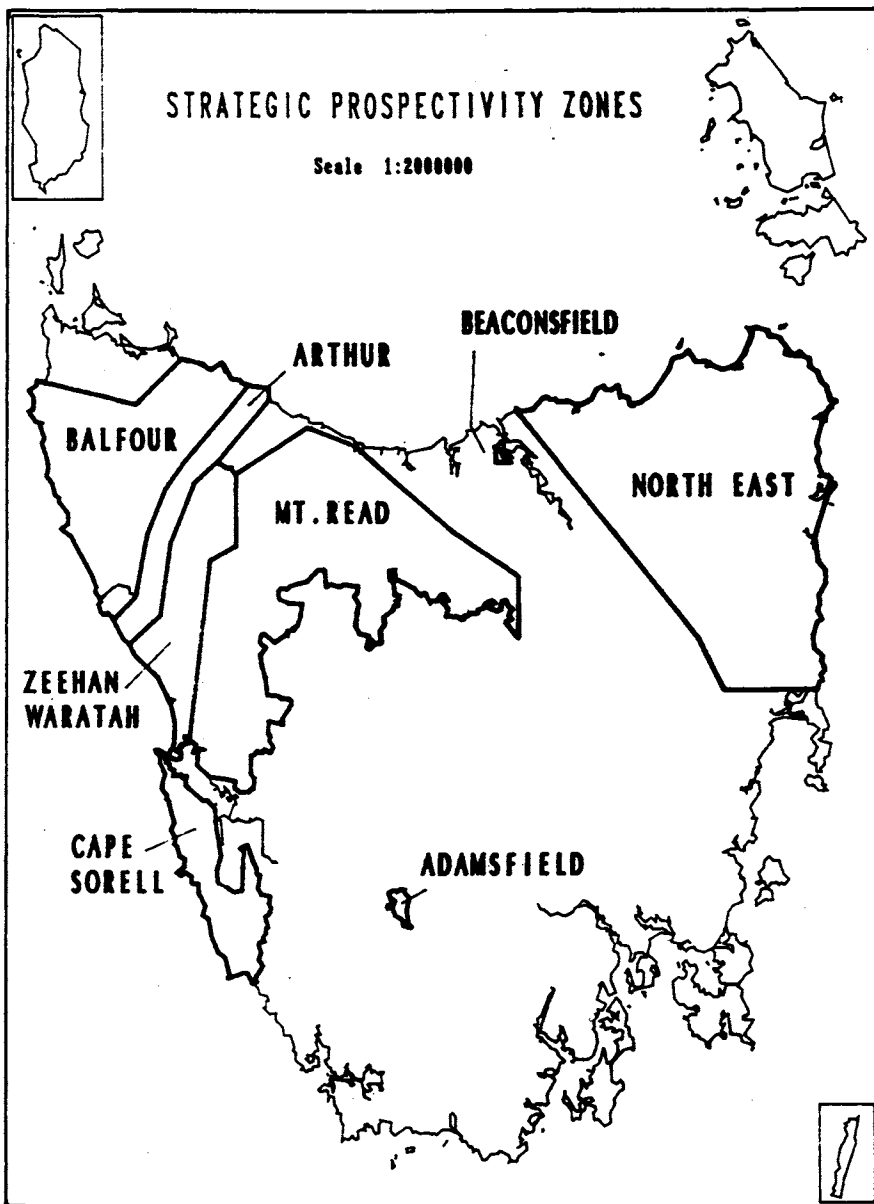 STRATEGIC PROSPECTIVITY ZONES
Scale 1:2000000
BEACONSFIELD
ARTHUR
BALFOUR
NORTH EAST
MT. READ
ZEEHAN
WARATAH
CAPE
SORELL
ADAMSFIELD